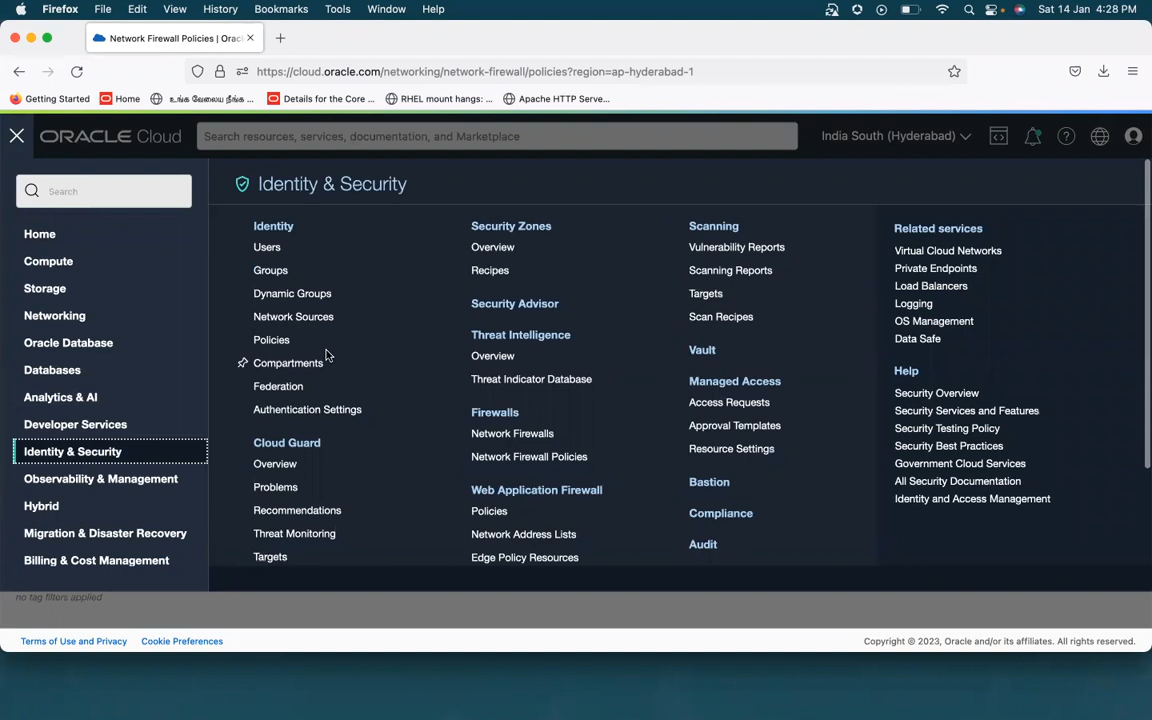 Firefox File Edit View History Bookmarks Tools Window Help Sat 14 Jan 4:28 PM
Network Firewall Policies | Orac
https://cloud.oracle.com/networking/network-firewall/policies?region=ap-hyderabad-1
Getting Started Home உங்க வேலைய நீங்க ... Details for the Core ... RHEL mount hangs: ... Apache HTTP Serve...
ORACLE Cloud Search resources, services, documentation, and Marketplace India South (Hyderabad)
Search
Home
Compute
Storage
Networking
Oracle Database
Databases
Analytics & AI
Developer Services
Identity & Security
Observability & Management
Hybrid
Migration & Disaster Recovery
Billing & Cost Management
Identity & Security
Identity
Users
Groups
Dynamic Groups
Network Sources
Policies
Compartments
Federation
Authentication Settings
Cloud Guard
Overview
Problems
Recommendations
Threat Monitoring
Targets
Security Zones
Overview
Recipes
Security Advisor
Threat Intelligence
Overview
Threat Indicator Database
Firewalls
Network Firewalls
Network Firewall Policies
Web Application Firewall
Policies
Network Address Lists
Edge Policy Resources
Scanning
Vulnerability Reports
Scanning Reports
Targets
Scan Recipes
Vault
Managed Access
Access Requests
Approval Templates
Resource Settings
Bastion
Compliance
Audit
Related services
Virtual Cloud Networks
Private Endpoints
Load Balancers
Logging
OS Management
Data Safe
Help
Security Overview
Security Services and Features
Security Testing Policy
Security Best Practices
Government Cloud Services
All Security Documentation
Identity and Access Management
no tag filters applied
Terms of Use and Privacy Cookie Preferences Copyright © 2023, Oracle and/or its affiliates. All rights reserved.